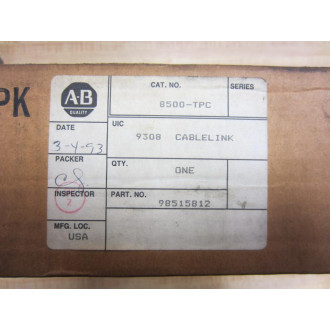 PK
A-B
QUALITY
CAT. NO.
8500-TPC
SERIES
UIC
9308 CABLELINK
DATE
3-4-93
PACKER
QTY.
ONE
INSPECTOR
PART NO.
98515812
MFG. LOC.
USA